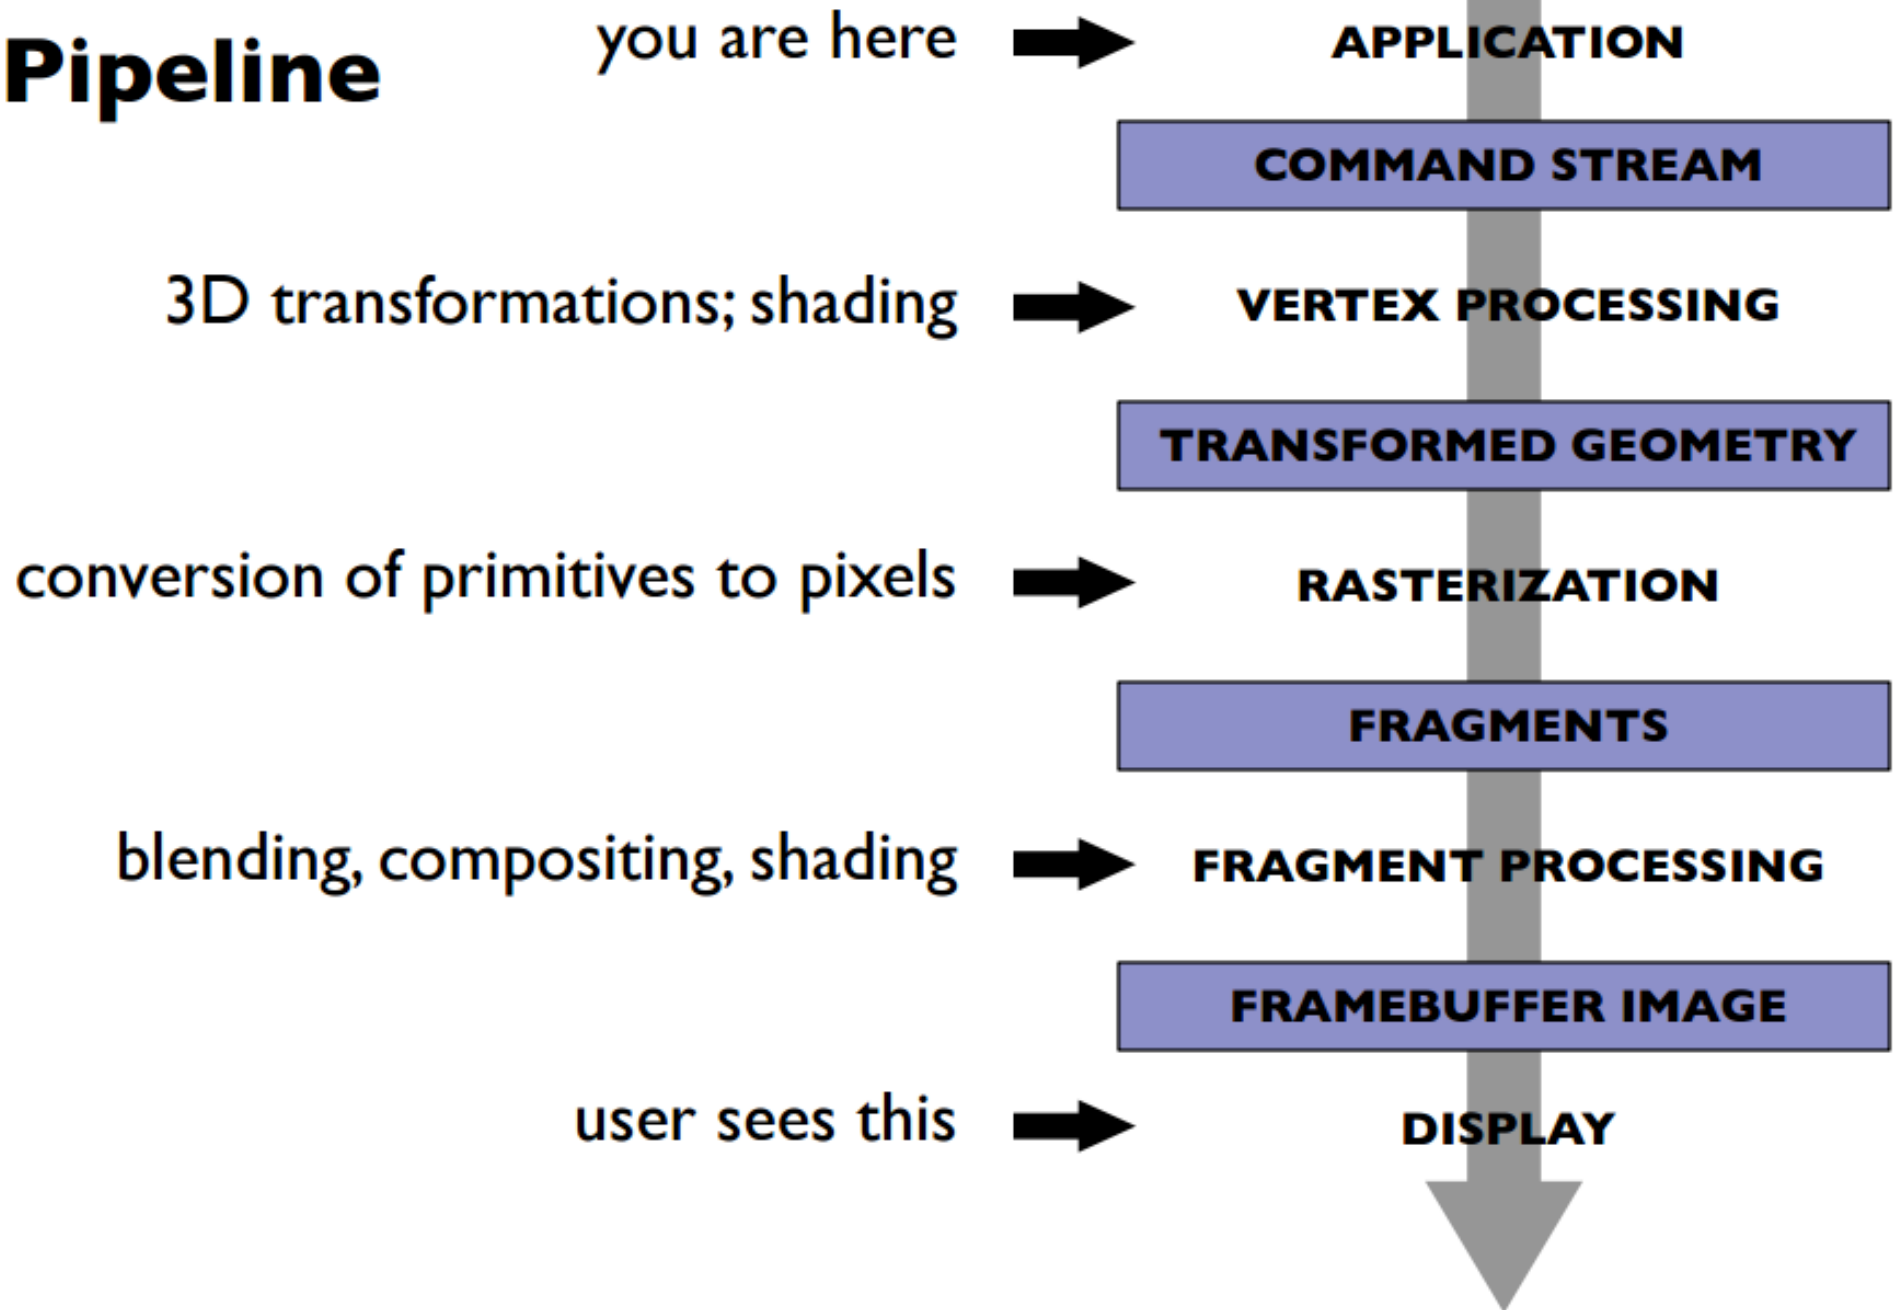 Pipeline
you are here
APPLICATION
COMMAND STREAM
3D transformations; shading
VERTEX PROCESSING
TRANSFORMED GEOMETRY
conversion of primitives to pixels
RASTERIZATION
FRAGMENTS
blending, compositing, shading
FRAGMENT PROCESSING
FRAMEBUFFER IMAGE
user sees this
DISPLAY